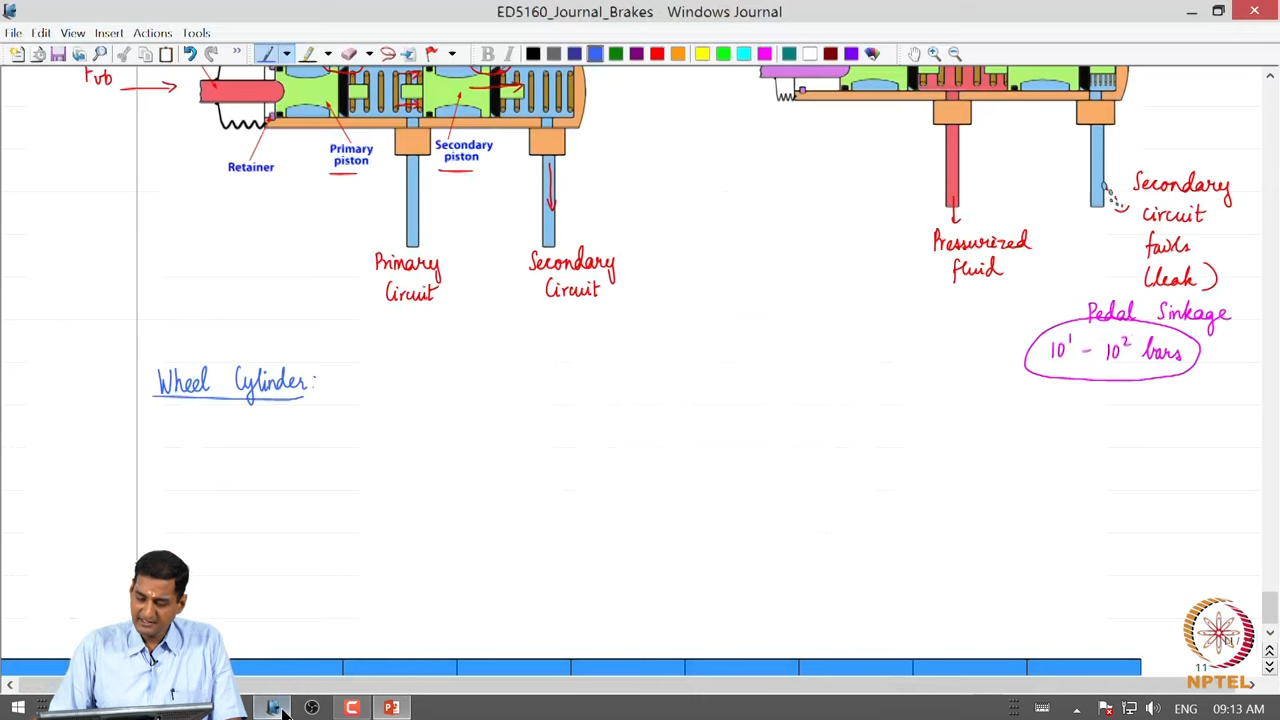 ED5160_Journal_Brakes - Windows Journal
File Edit View Insert Actions Tools
Fvb
Retainer
Primary
piston
Secondary
piston
Primary
Circuit
Secondary
Circuit
Pressurized
fluid
Secondary
circuit
fails
(leak)
Pedal Sinkage
10¹ - 10² bars
Wheel Cylinder:
11
NPTEL
ENG 09:13 AM